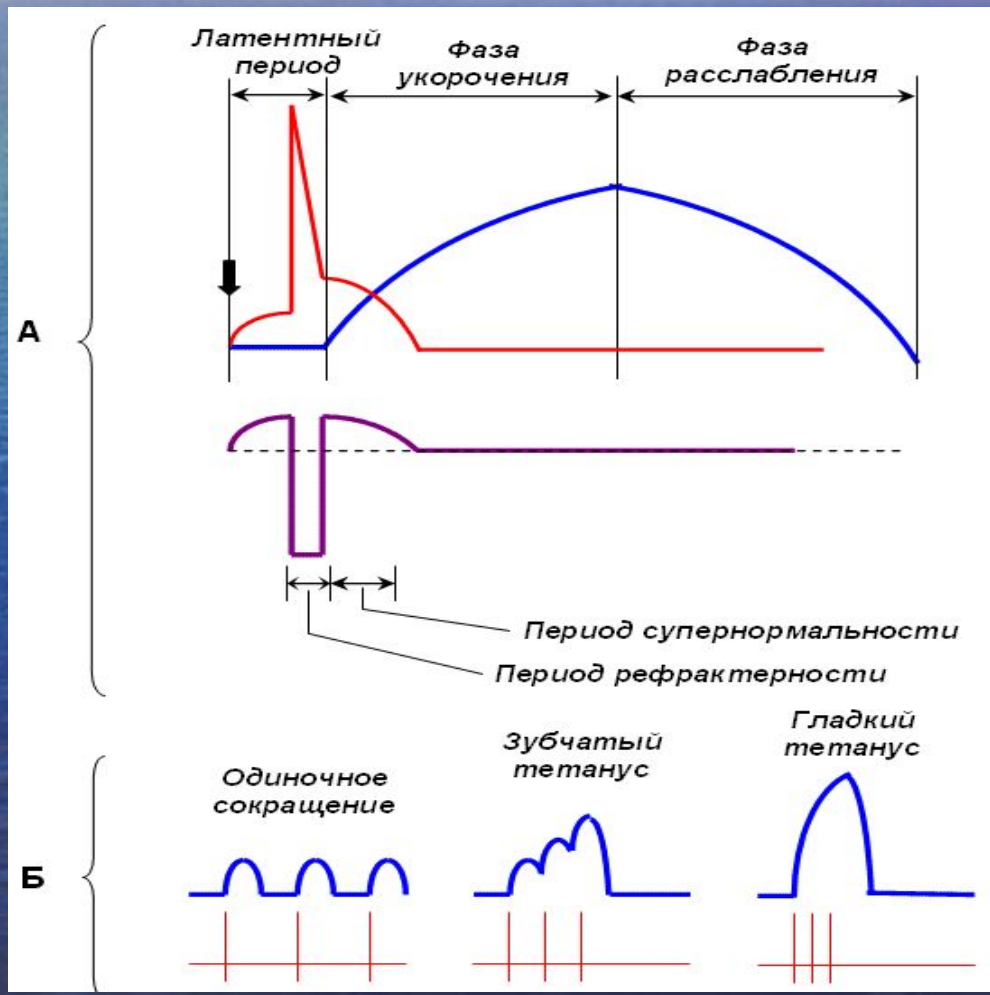 Латентный
период
Фаза
укорочения
Фаза
расслабления
А
Период супернормальности
Период рефрактерности
Одиночное
сокращение
Зубчатый
тетанус
Гладкий
тетанус
Б